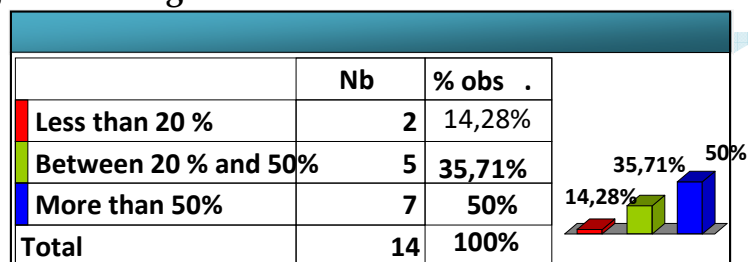 Nb % obs .
Less than 20 % 2 14,28%
Between 20 % and 50% 5 35,71%
More than 50% 7 50%
Total 14 100%
14,28% 35,71% 50%